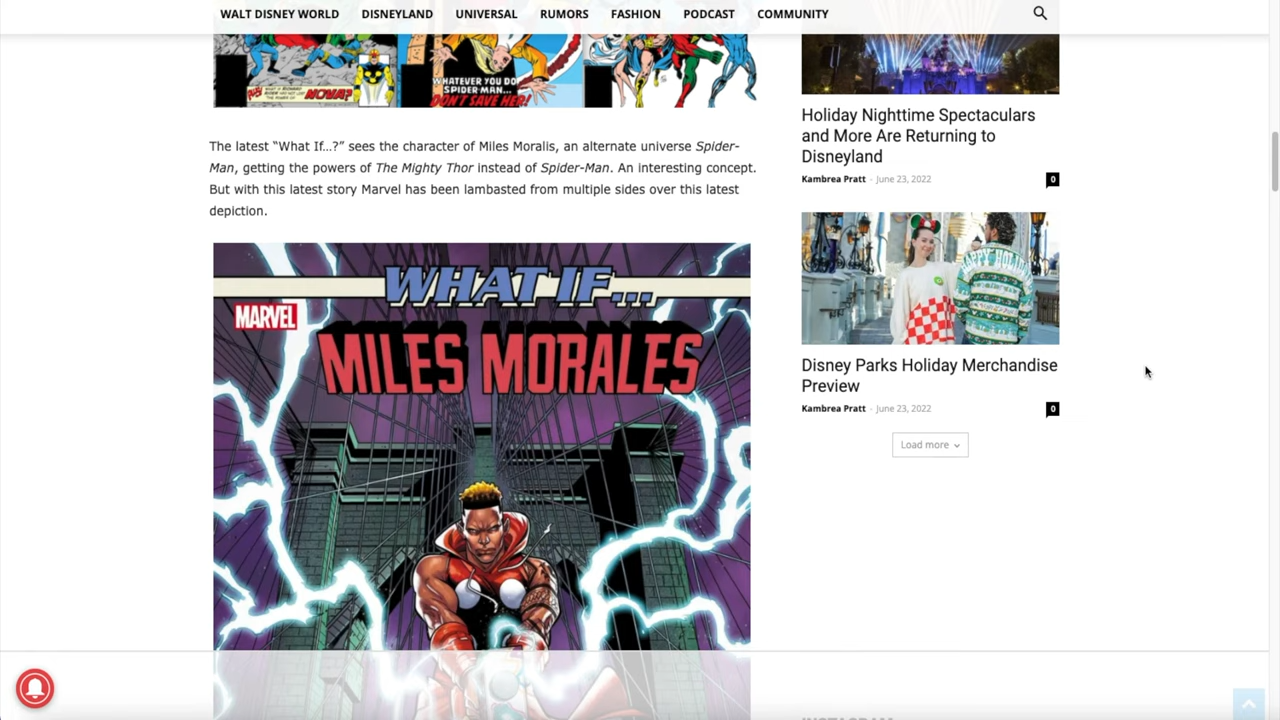 WALT DISNEY WORLD DISNEYLAND UNIVERSAL RUMORS FASHION PODCAST COMMUNITY
NOVA?
WHATEVER YOU DO
SPIDER-MAN...
DON'T SAVE HER!
The latest “What If…?” sees the character of Miles Moralis, an alternate universe Spider-
Man, getting the powers of The Mighty Thor instead of Spider-Man. An interesting concept.
But with this latest story Marvel has been lambasted from multiple sides over this latest
depiction.
WHAT IF...
MARVEL
MILES MORALES
Holiday Nighttime Spectaculars
and More Are Returning to
Disneyland
Kambrea Pratt - June 23, 2022 0
HAPPY HOLI
Disney Parks Holiday Merchandise
Preview
Kambrea Pratt - June 23, 2022 0
Load more